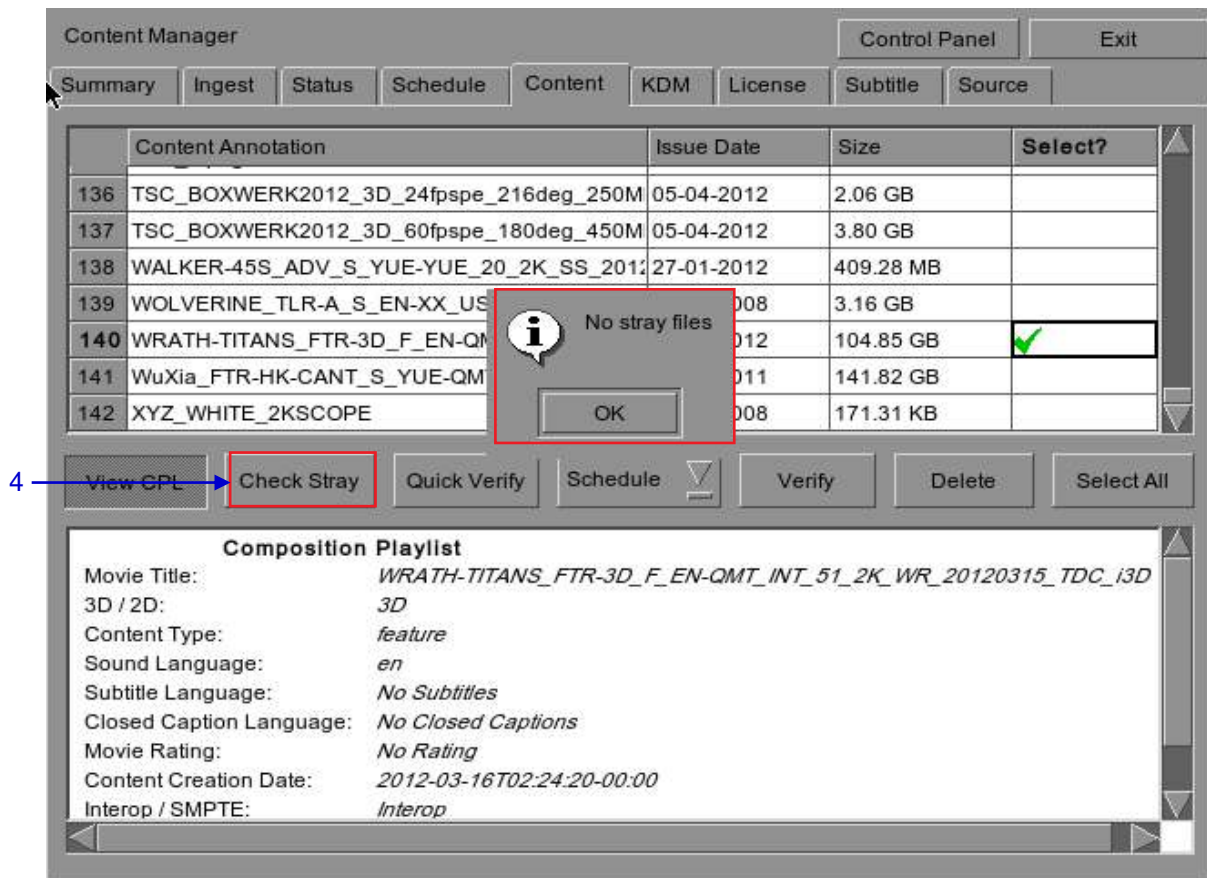 Content Manager Control Panel Exit
Summary Ingest Status Schedule Content KDM License Subtitle Source
Content Annotation Issue Date Size Select?
136 TSC_BOXWERK2012_3D_24fpspe_216deg_250M 05-04-2012 2.06 GB
137 TSC_BOXWERK2012_3D_60fpspe_180deg_450M 05-04-2012 3.80 GB
138 WALKER-45S_ADV_S_YUE-YUE_20_2K_SS_2012 27-01-2012 409.28 MB
139 WOLVERINE_TLR-A_S_EN-XX_US 008 3.16 GB
No stray files
140 WRATH-TITANS_FTR-3D_F_EN-QM 012 104.85 GB
141 WuXia_FTR-HK-CANT_S_YUE-QM 011 141.82 GB
142 XYZ_WHITE_2KSCOPE OK 008 171.31 KB
4 View CPL Check Stray Quick Verify Schedule Verify Delete Select All
Composition Playlist
Movie Title: WRATH-TITANS_FTR-3D_F_EN-QMT_INT_51_2K_WR_20120315_TDC_i3D
3D / 2D: 3D
Content Type: feature
Sound Language: en
Subtitle Language: No Subtitles
Closed Caption Language: No Closed Captions
Movie Rating: No Rating
Content Creation Date: 2012-03-16T02:24:20-00:00
Interop / SMPTE: Interop